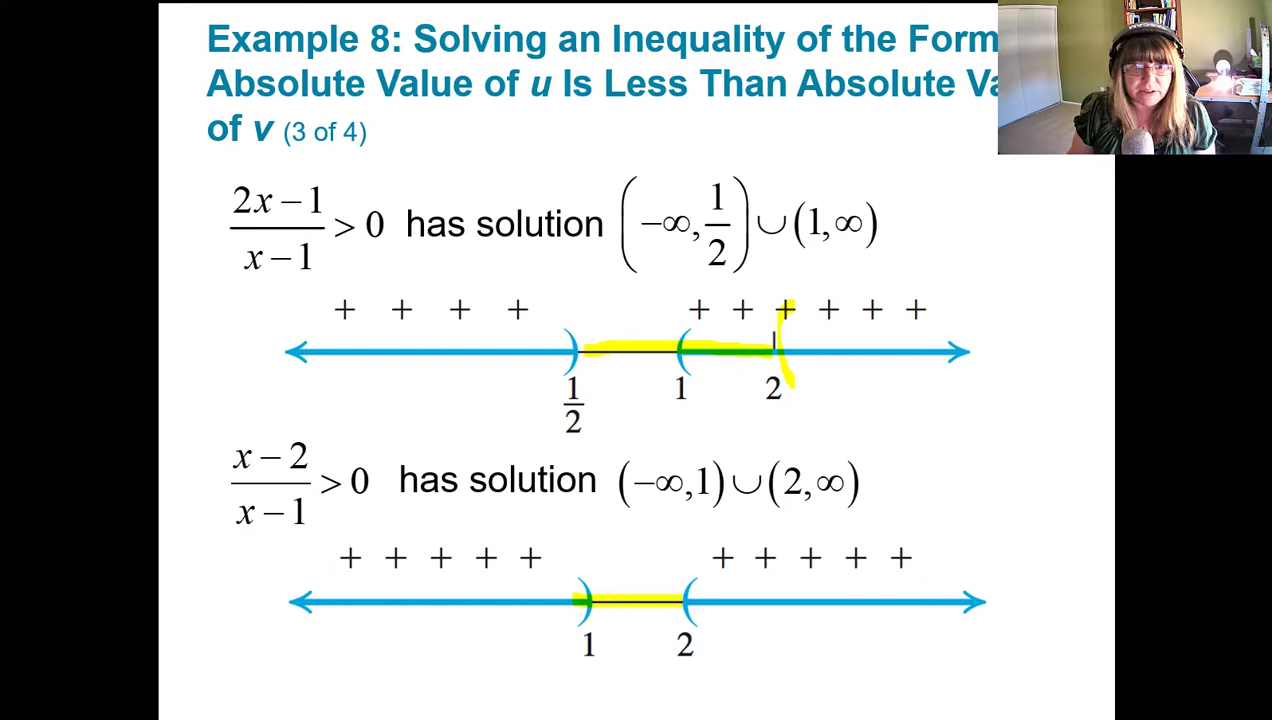 Example 8: Solving an Inequality of the Form
Absolute Value of u Is Less Than Absolute Va
of v (3 of 4)
(2x − 1)/(x − 1) > 0 has solution (−∞, 1/2) ∪ (1, ∞)
+ + + + + + + + + +
1/2 1 2
(x − 2)/(x − 1) > 0 has solution (−∞, 1) ∪ (2, ∞)
+ + + + + + + + + +
1 2